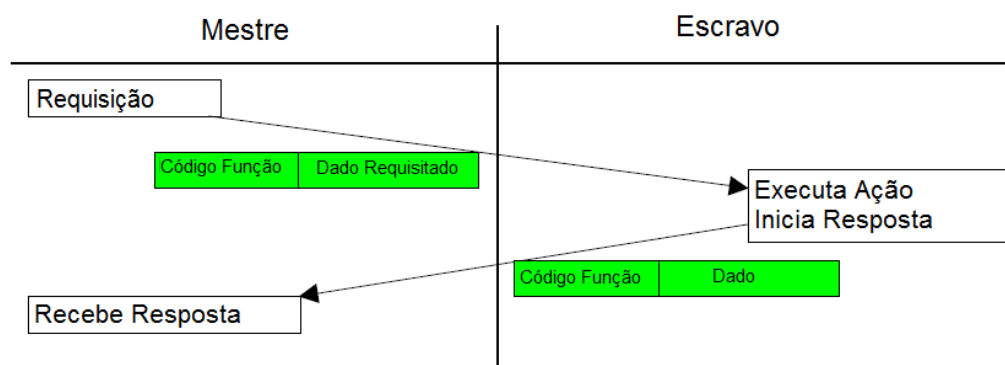 Mestre
Escravo
Requisição
Código Função
Dado Requisitado
Executa Ação
Inicia Resposta
Código Função
Dado
Recebe Resposta